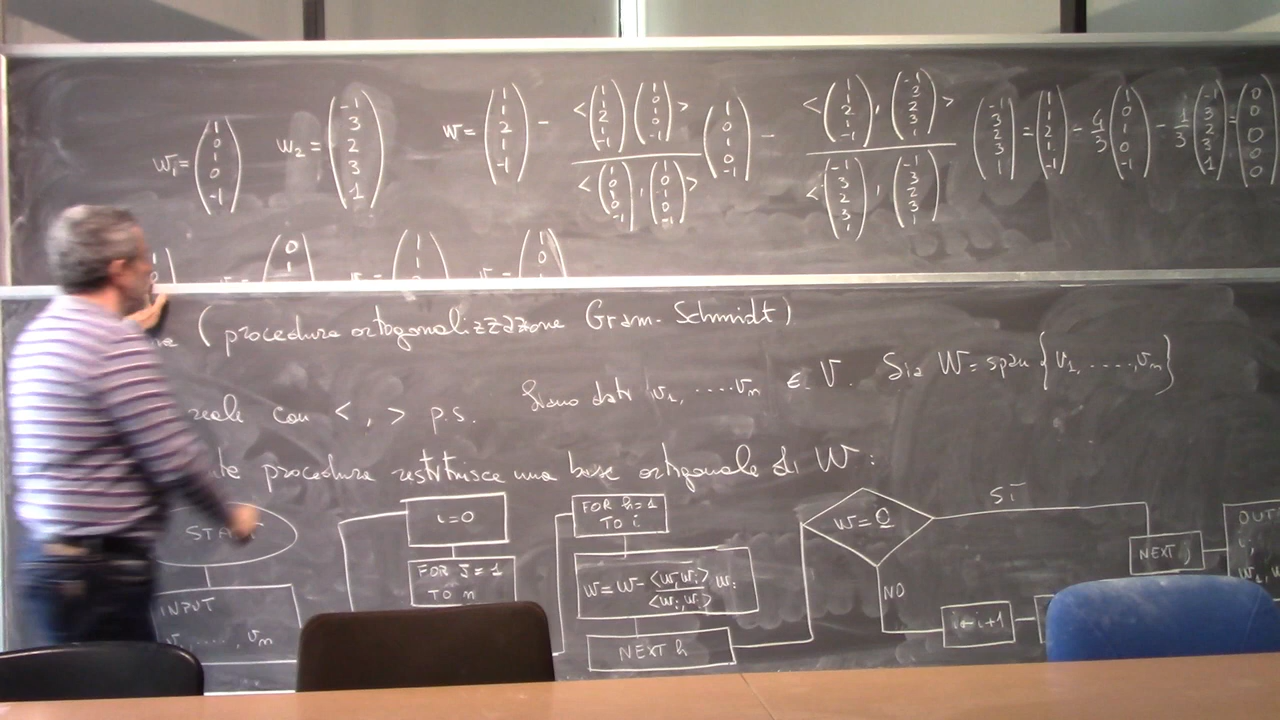 w₁ = (1 0 1 0 -1) w₂ = (-1 3 2 3 1) w = (1 1 2 1 -1) - <(1 1 2 1 -1) (1 0 1 0 -1)> / <(1 0 1 0 -1), (1 0 1 0 -1)> (1 0 1 0 -1) - <(1 1 2 1 -1), (-1 3 2 3 1)> / <(-1 3 2 3 1), (-1 3 2 3 1)> (-1 3 2 3 1) = (1 1 2 1 -1) - 4/3 (1 0 1 0 -1) - 1/3 (-1 3 2 3 1) = (0 0 0 0 0)
(procedura ortogonalizzazione Gram-Schmidt)
reale con < , > p.s. Siano dati v₁, ....vₙ ∈ V. Sia W = span {v₁, ....., vₙ}
procedura restituisce una base ortogonale di W :
START
INPUT
v₁, ...., vₙ
i=0
FOR J=1
TO n
FOR h=1
TO i
w = w - <w,wᵢ> / <wᵢ,wᵢ> wᵢ
NEXT h
w = 0
SI
NO
i←i+1
NEXT j